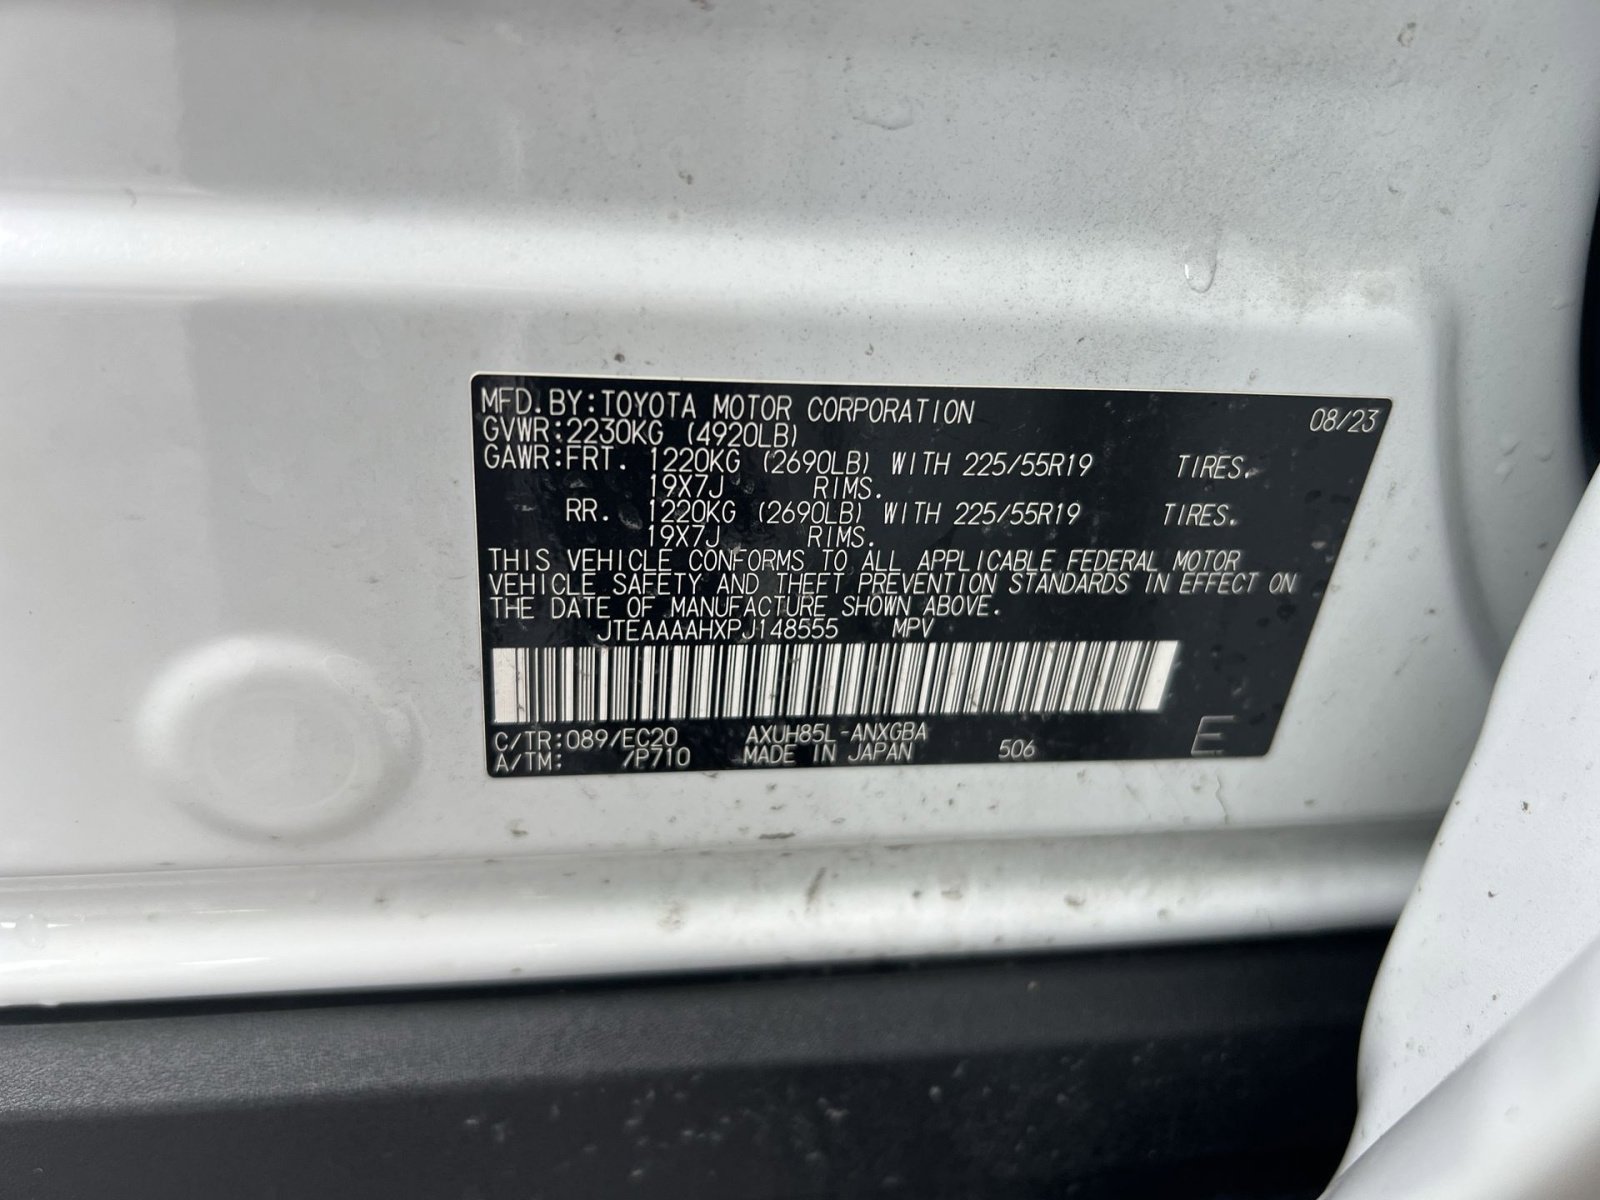 MFD. BY: TOYOTA MOTOR CORPORATION 08/23
GVWR: 2230KG (4920LB)
GAWR: FRT. 1220KG (2690LB) WITH 225/55R19 TIRES.
19X7J RIMS.
RR. 1220KG (2690LB) WITH 225/55R19 TIRES.
19X7J RIMS.
THIS VEHICLE CONFORMS TO ALL APPLICABLE FEDERAL MOTOR
VEHICLE SAFETY AND THEFT PREVENTION STANDARDS IN EFFECT ON
THE DATE OF MANUFACTURE SHOWN ABOVE.
JTEAAAAHXPJ148555 MPV
C/TR: 089/EC20 AXUH85L-ANXGBA
A/TM: /P710 MADE IN JAPAN 506 E